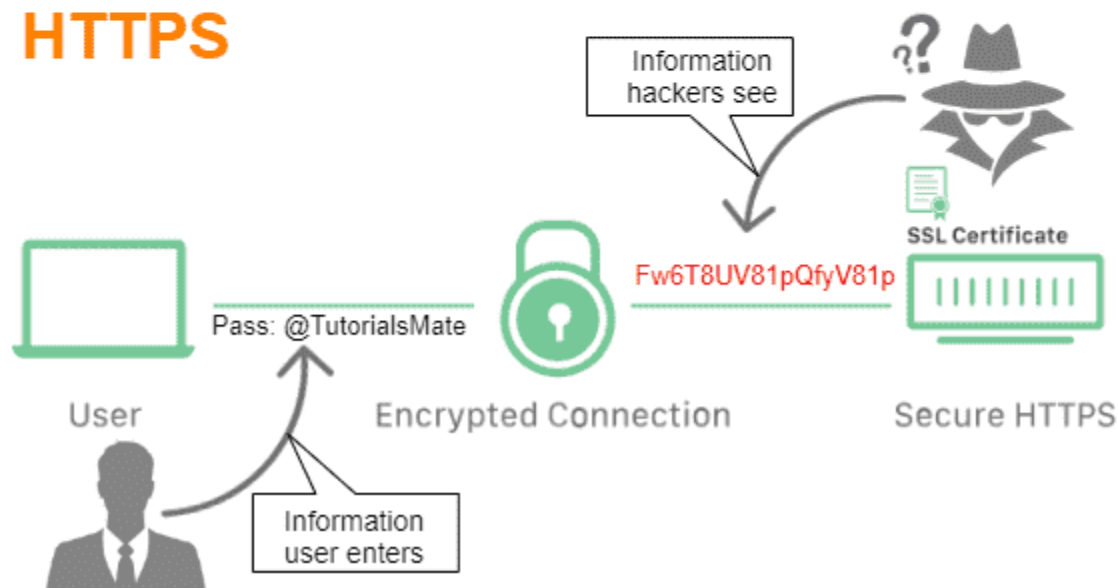 HTTPS
Information
hackers see
??
SSL Certificate
Fw6T8UV81pQfyV81p
Pass: @TutorialsMate
User
Encrypted Connection
Secure HTTPS
Information
user enters